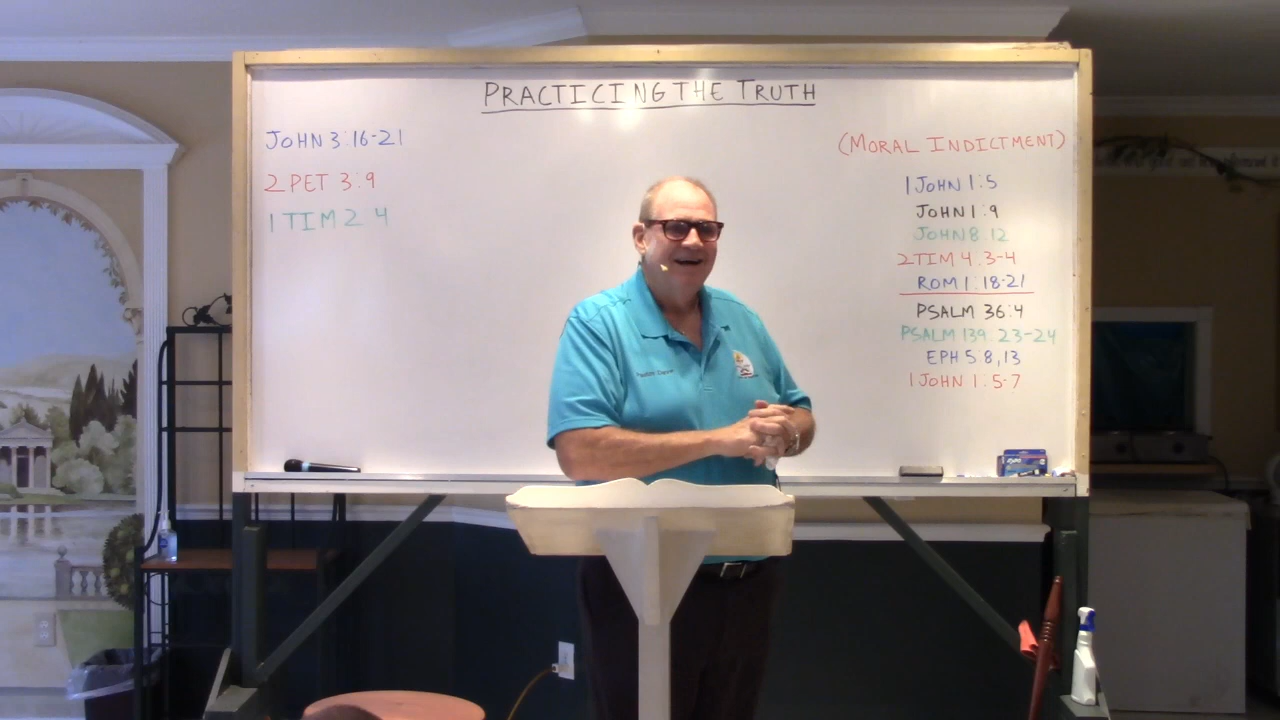 PRACTICING THE TRUTH
JOHN 3:16-21
2 PET 3:9
1 TIM 2:4
(MORAL INDICTMENT)
1 JOHN 1:5
JOHN 1:9
JOHN 8:12
2 TIM 4:3-4
ROM 1:18-21
PSALM 36:4
PSALM 139:23-24
EPH 5:8,13
1 JOHN 1:5-7